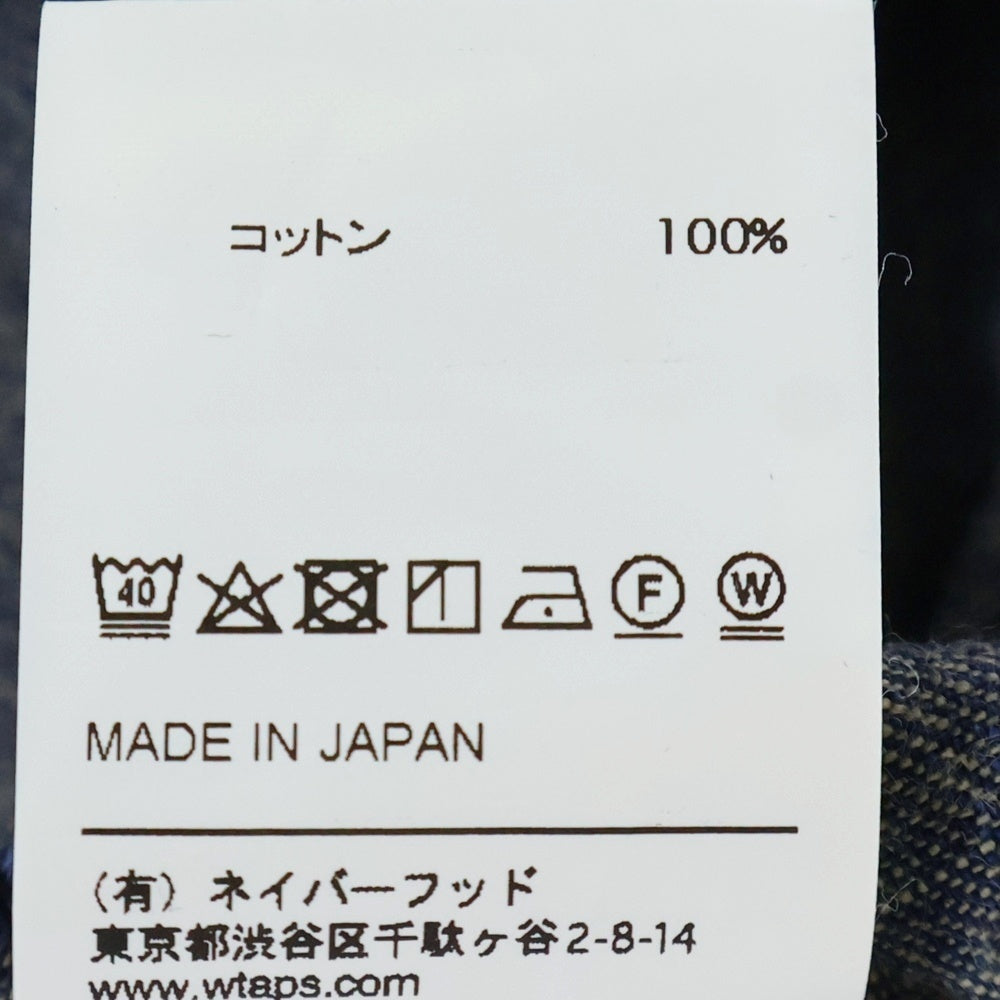 コットン 100%
40 F W
MADE IN JAPAN
(有) ネイバーフッド
東京都渋谷区千駄ヶ谷2-8-14
www.wtaps.com